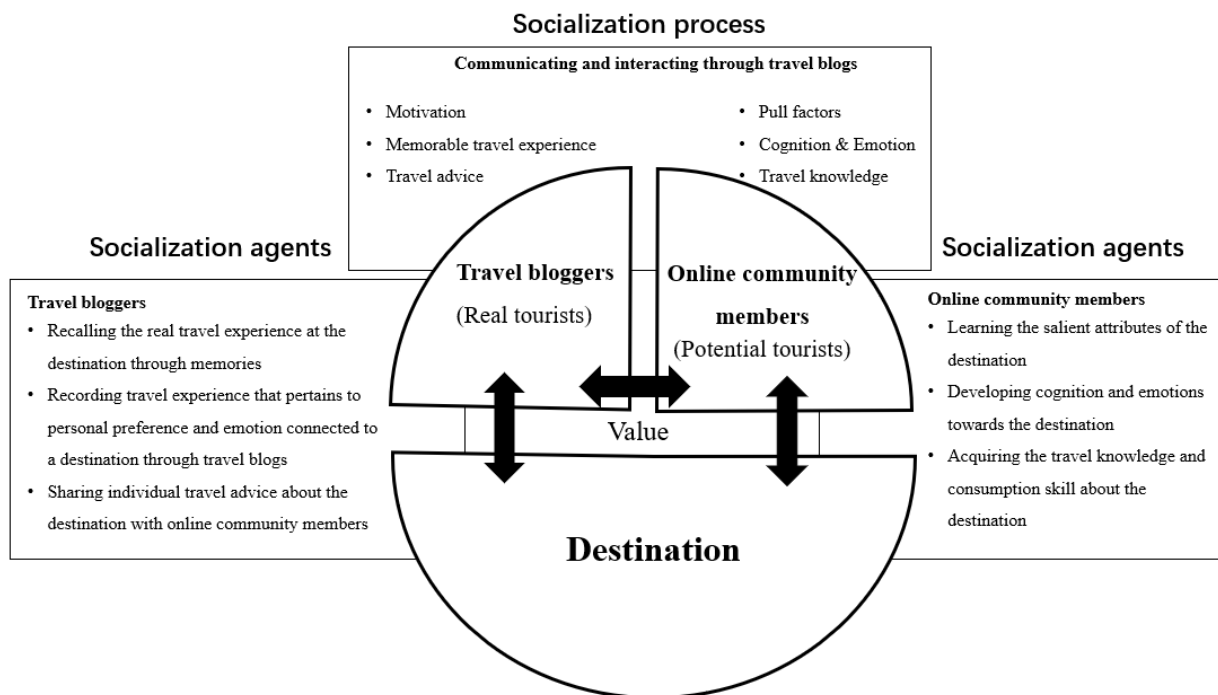 Socialization process
Communicating and interacting through travel blogs
• Motivation
• Memorable travel experience
• Travel advice
• Pull factors
• Cognition & Emotion
• Travel knowledge
Socialization agents
Travel bloggers
• Recalling the real travel experience at the
destination through memories
• Recording travel experience that pertains to
personal preference and emotion connected to
a destination through travel blogs
• Sharing individual travel advice about the
destination with online community members
Travel bloggers
(Real tourists)
Online community
members
(Potential tourists)
Value
Destination
Socialization agents
Online community members
• Learning the salient attributes of the
destination
• Developing cognition and emotions
towards the destination
• Acquiring the travel knowledge and
consumption skill about the
destination